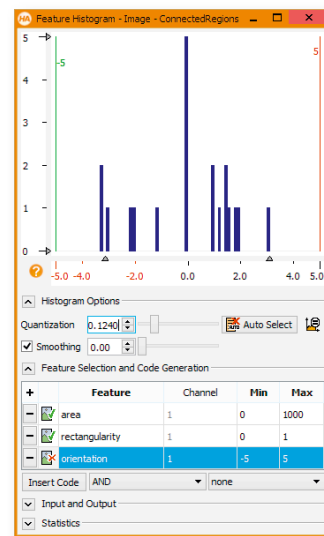 HA Feature Histogram - Image - ConnectedRegions
5
-5
5
4
3
2
1
0
-5.0 -4.0 -2.0 0.0 2.0 4.0 5.0
?
Histogram Options
Quantization 0.1240 Auto Select
Smoothing 0.00
Feature Selection and Code Generation
+ Feature Channel Min Max
area 1 0 1000
rectangularity 1 0 1
orientation 1 -5 5
Insert Code AND none
Input and Output
Statistics